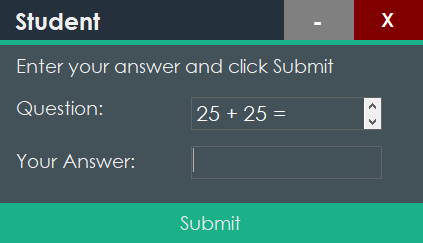 Student - X
Enter your answer and click Submit
Question: 25 + 25 =
Your Answer:
Submit